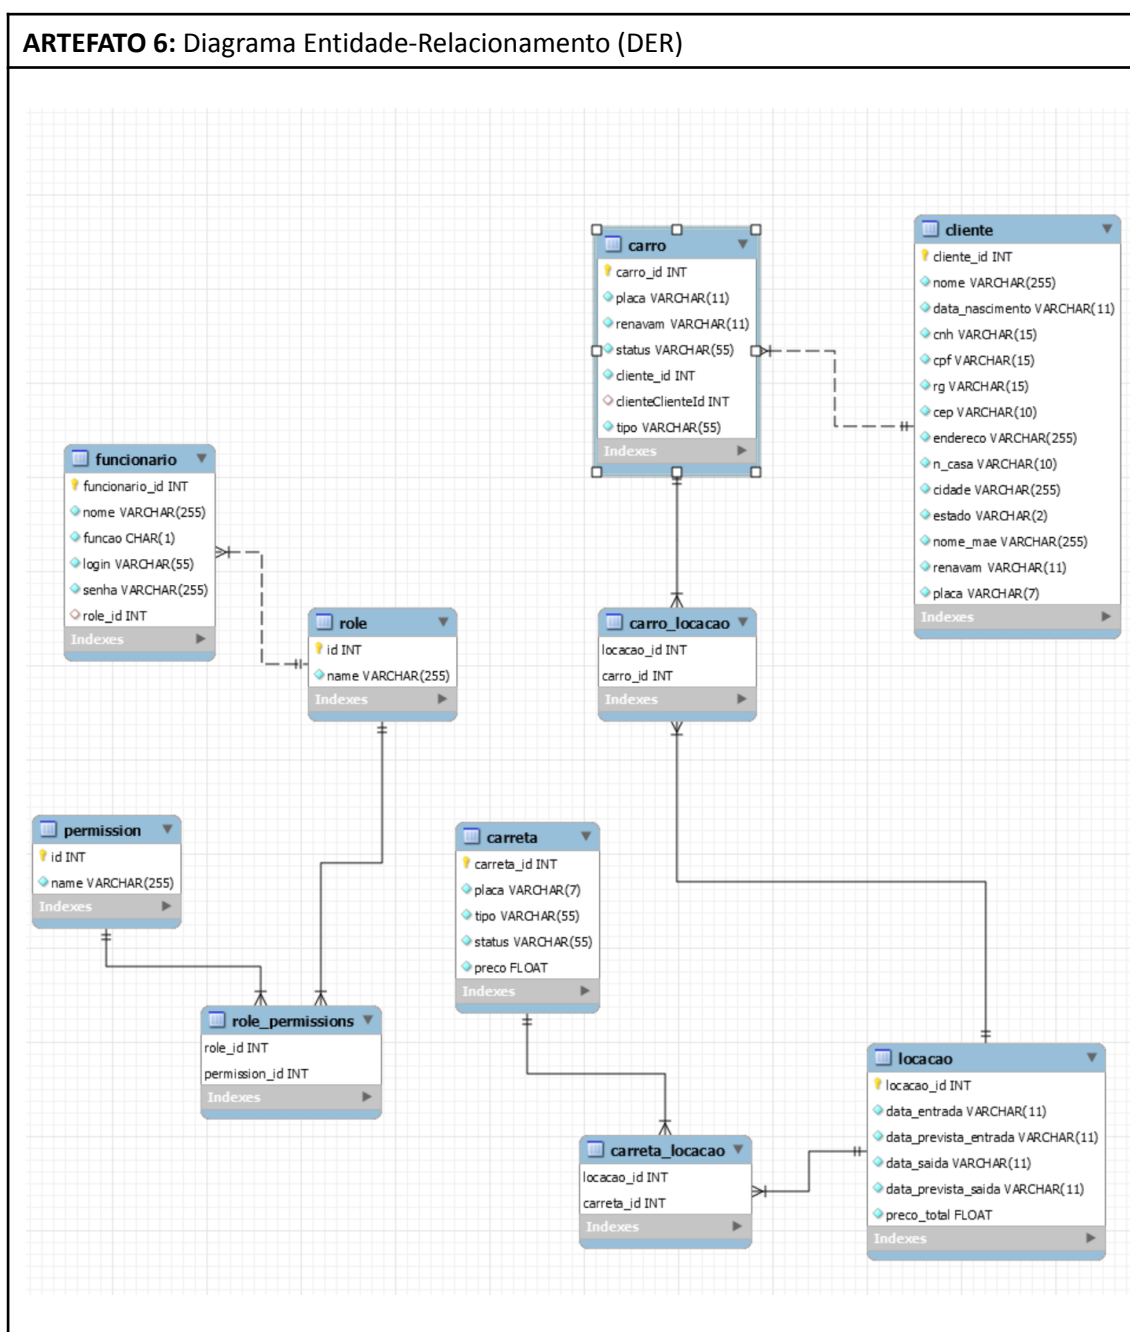 ARTEFATO 6: Diagrama Entidade-Relacionamento (DER)
carro
carro_id INT
placa VARCHAR(11)
renavam VARCHAR(11)
status VARCHAR(55)
cliente_id INT
clienteClienteId INT
tipo VARCHAR(55)
Indexes
cliente
cliente_id INT
nome VARCHAR(255)
data_nascimento VARCHAR(11)
cnh VARCHAR(15)
cpf VARCHAR(15)
rg VARCHAR(15)
cep VARCHAR(10)
endereco VARCHAR(255)
n_casa VARCHAR(10)
cidade VARCHAR(255)
estado VARCHAR(2)
nome_mae VARCHAR(255)
renavam VARCHAR(11)
placa VARCHAR(7)
Indexes
funcionario
funcionario_id INT
nome VARCHAR(255)
funcao CHAR(1)
login VARCHAR(55)
senha VARCHAR(255)
role_id INT
Indexes
role
id INT
name VARCHAR(255)
Indexes
carro_locacao
locacao_id INT
carro_id INT
Indexes
permission
id INT
name VARCHAR(255)
Indexes
carreta
carreta_id INT
placa VARCHAR(7)
tipo VARCHAR(55)
status VARCHAR(55)
preco FLOAT
Indexes
role_permissions
role_id INT
permission_id INT
Indexes
locacao
locacao_id INT
data_entrada VARCHAR(11)
data_prevista_entrada VARCHAR(11)
data_saida VARCHAR(11)
data_prevista_saida VARCHAR(11)
preco_total FLOAT
Indexes
carreta_locacao
locacao_id INT
carreta_id INT
Indexes